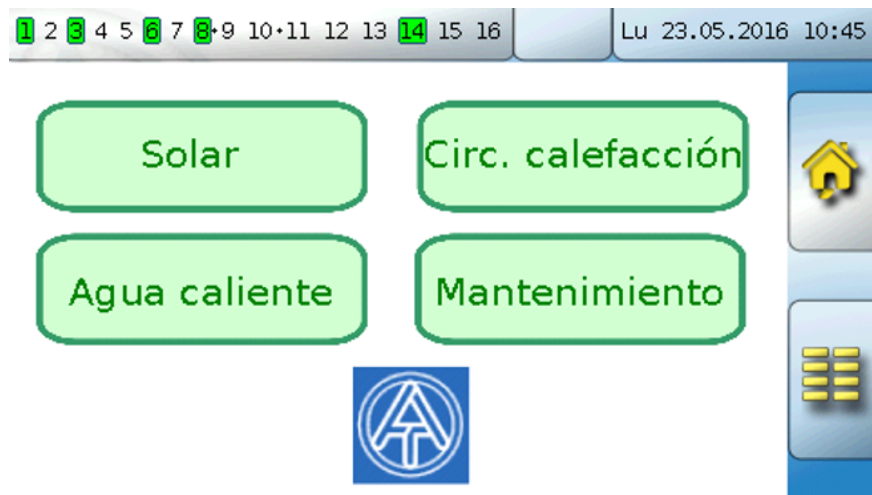 1 2 3 4 5 6 7 8·9 10·11 12 13 14 15 16 Lu 23.05.2016 10:45
Solar Circ. calefacción
Agua caliente Mantenimiento
TA